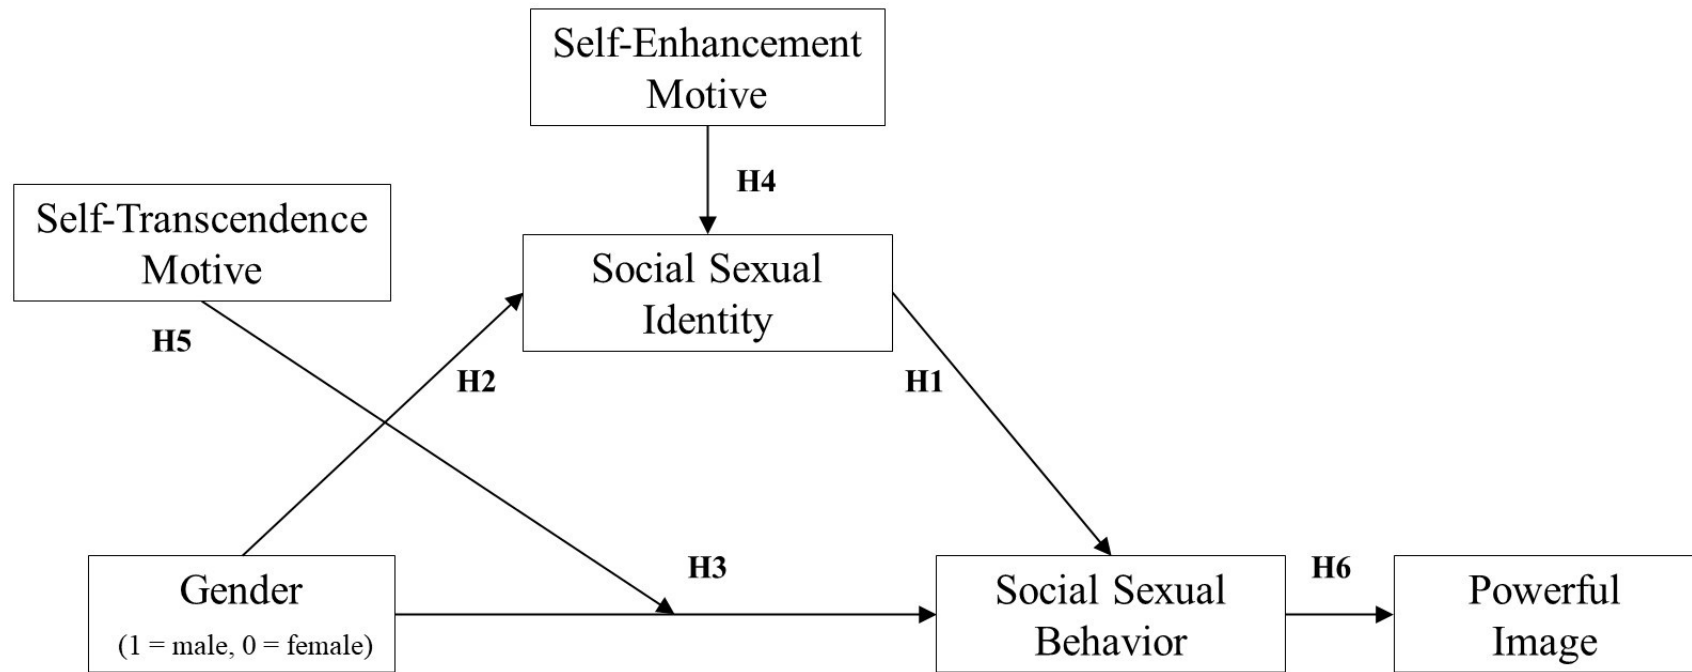 Self-Enhancement
Motive
H4
Self-Transcendence
Motive
Social Sexual
Identity
H5
H2
H1
H3
H6
Gender
(1 = male, 0 = female)
Social Sexual
Behavior
Powerful
Image